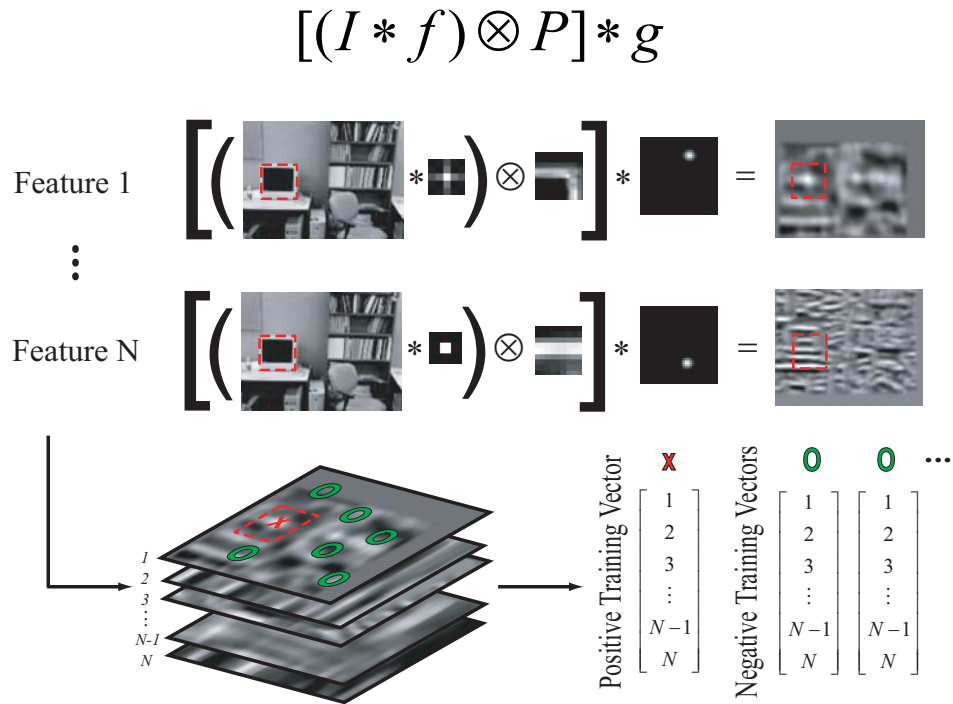 [(I * f) ⊗ P] * g
Feature 1 [( * ) ⊗ ] * =
⋮
Feature N [( * ) ⊗ ] * =
1
2
3
⋮
N-1
N
X
Positive Training Vector
X
1
2
3
⋮
N−1
N
Negative Training Vectors
O O ...
1 1
2 2
3 3
⋮ ⋮
N−1 N−1
N N